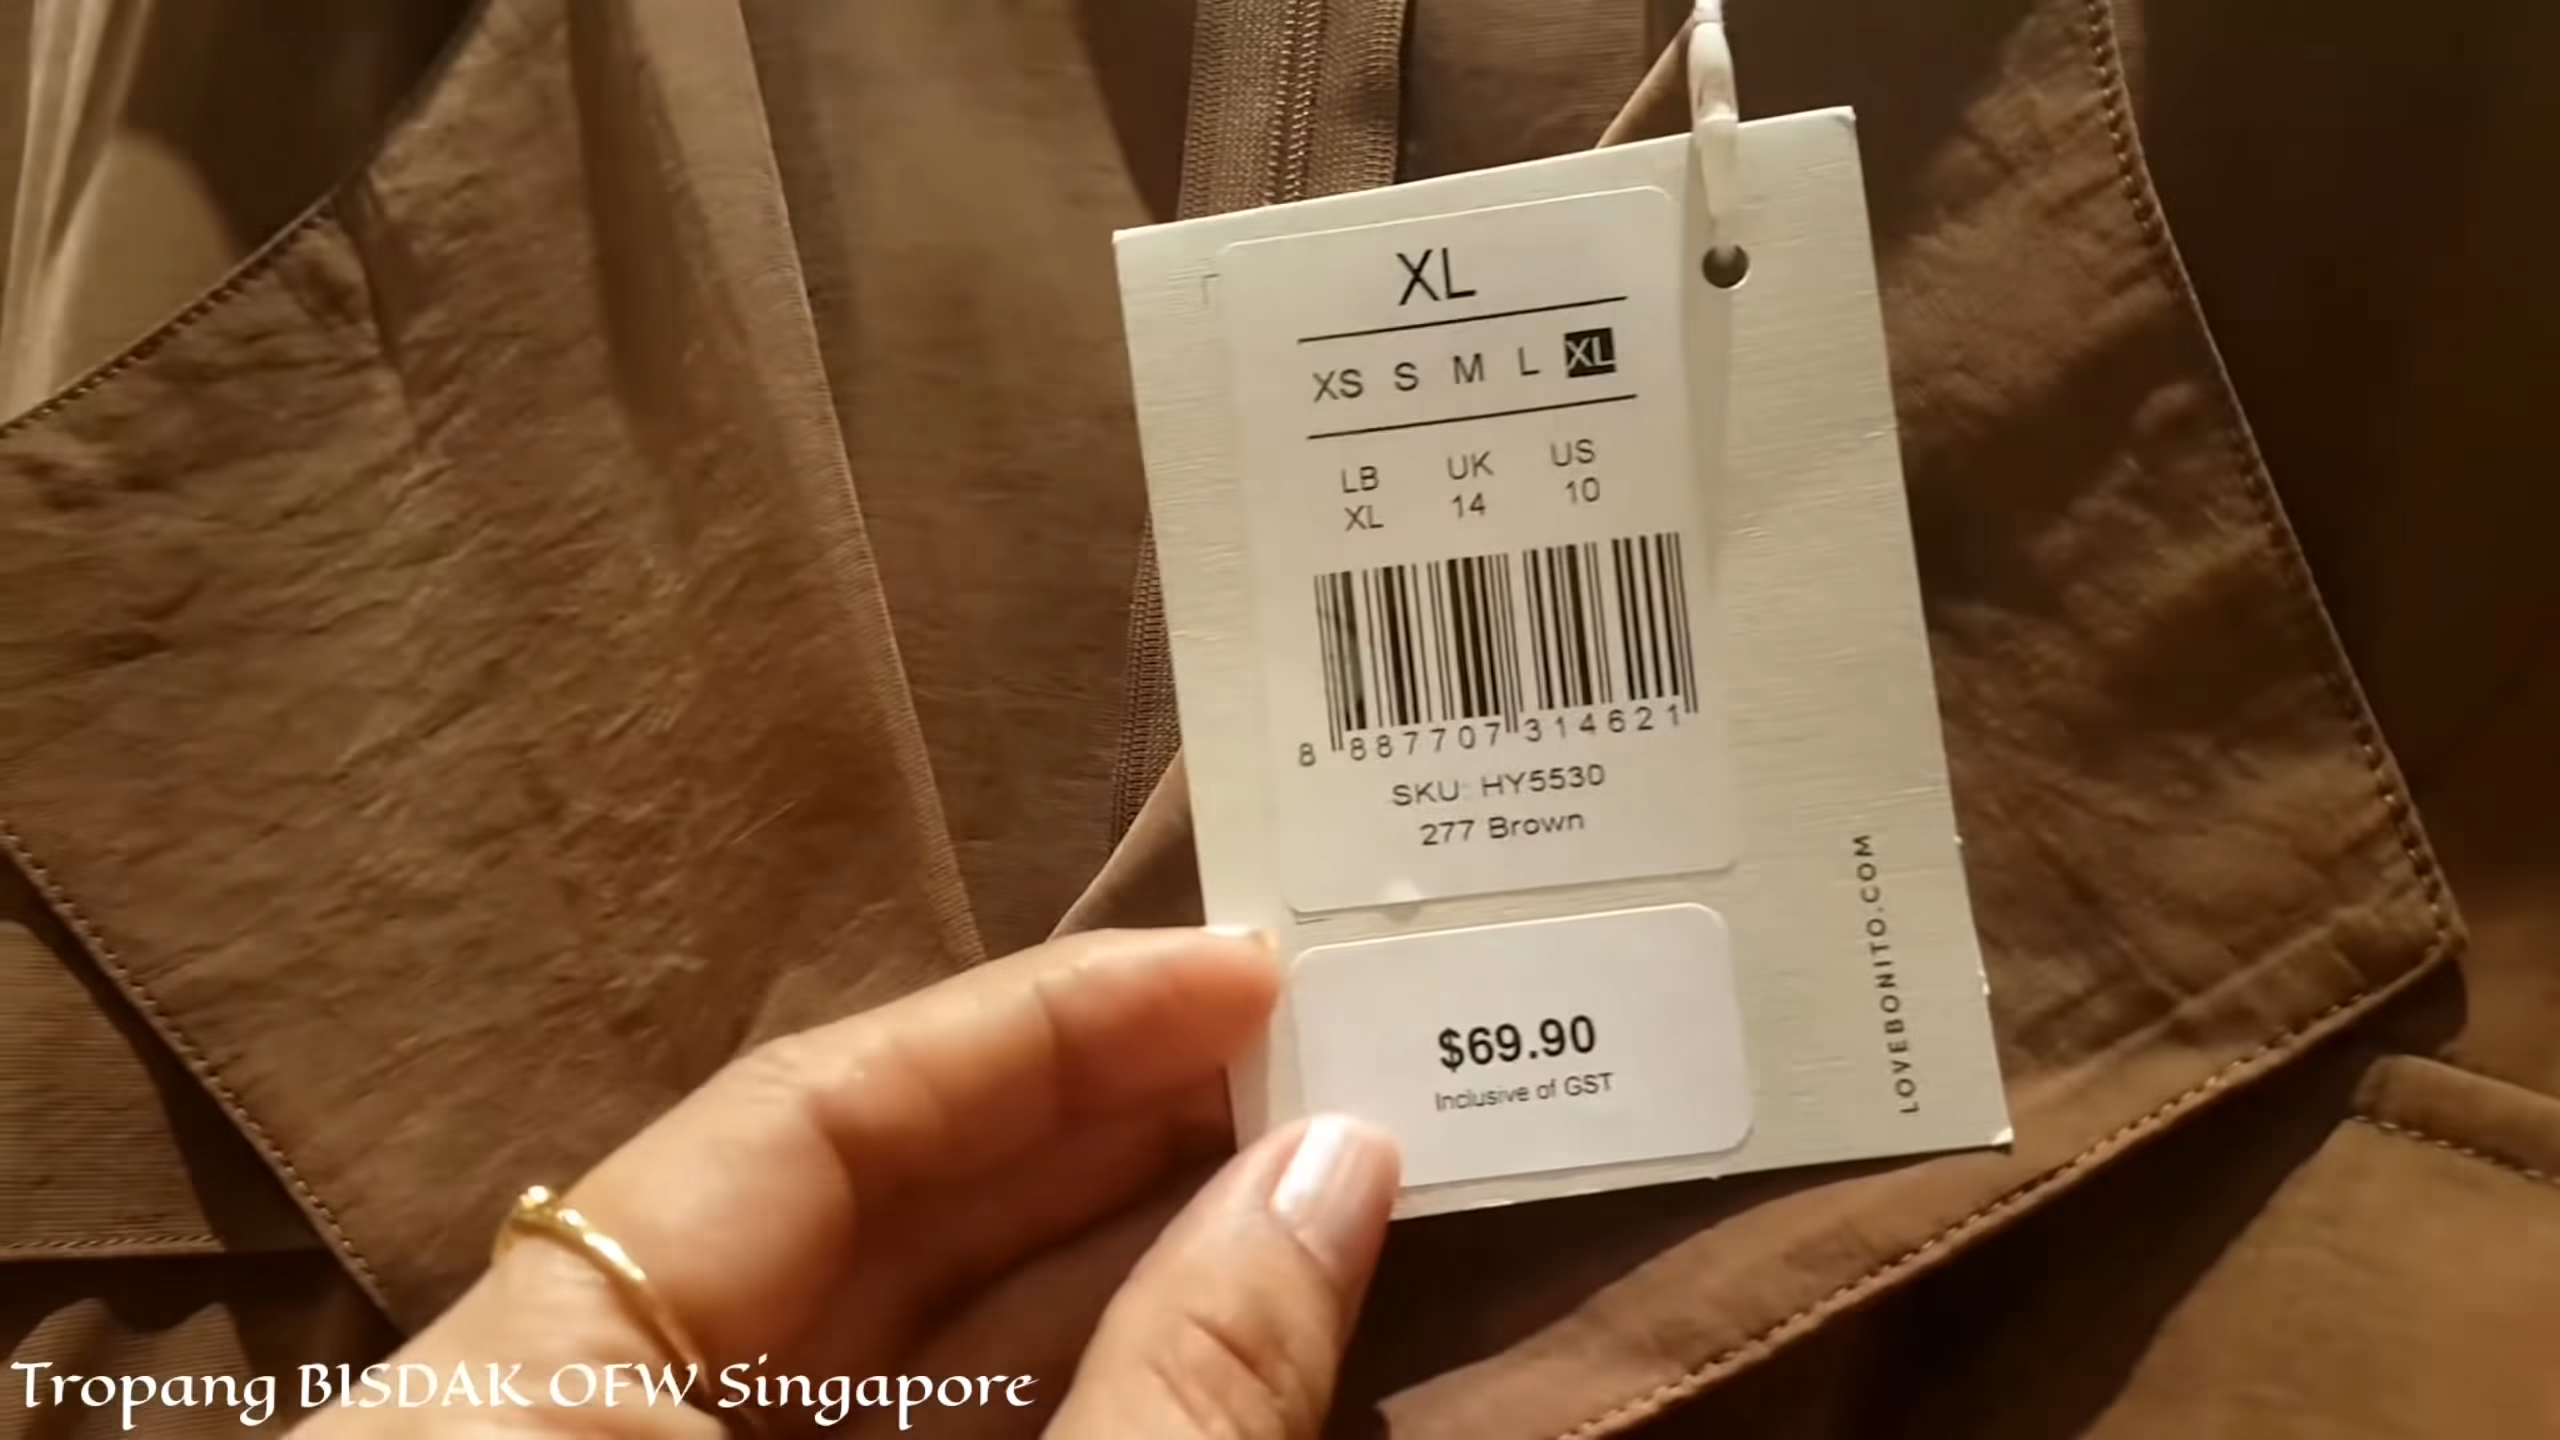 XL
XS S M L XL
LB UK US
XL 14 10
8 887707 314621
SKU: HY5530
277 Brown
$69.90
Inclusive of GST
LOVEBONITO.COM
Tropang BISDAK OFW Singapore